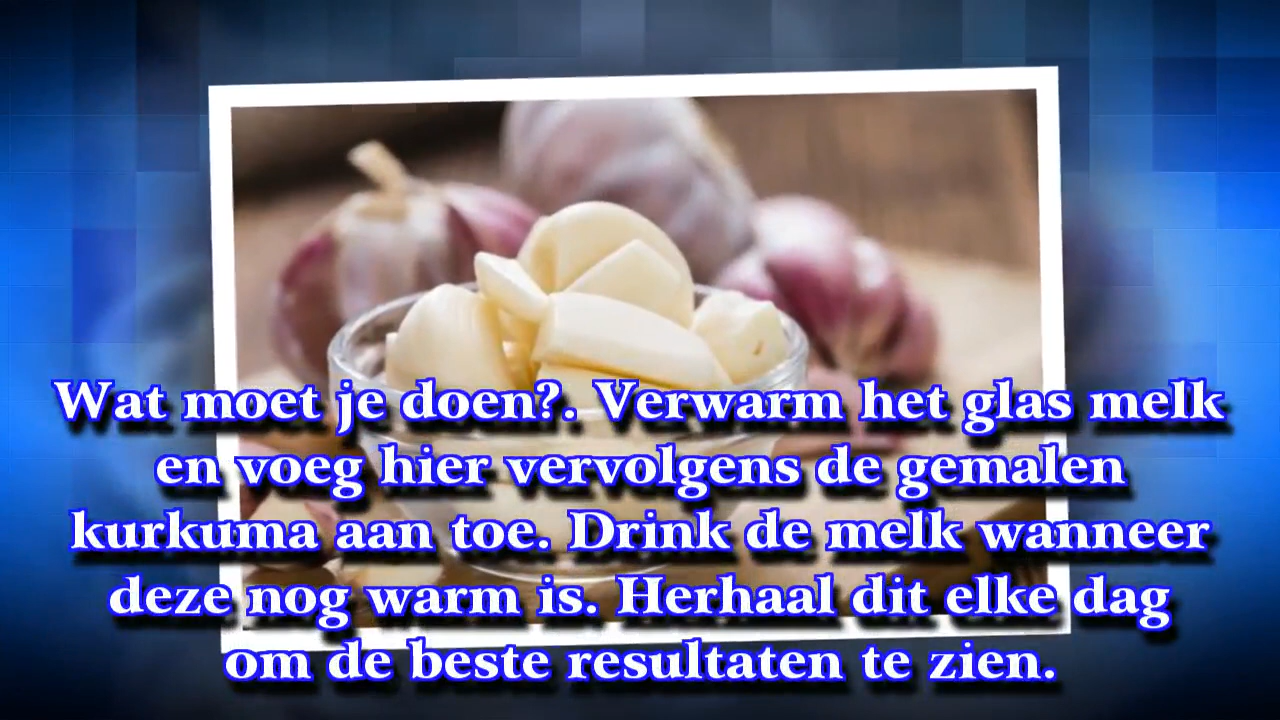 Wat moet je doen?. Verwarm het glas melk
en voeg hier vervolgens de gemalen
kurkuma aan toe. Drink de melk wanneer
deze nog warm is. Herhaal dit elke dag
om de beste resultaten te zien.